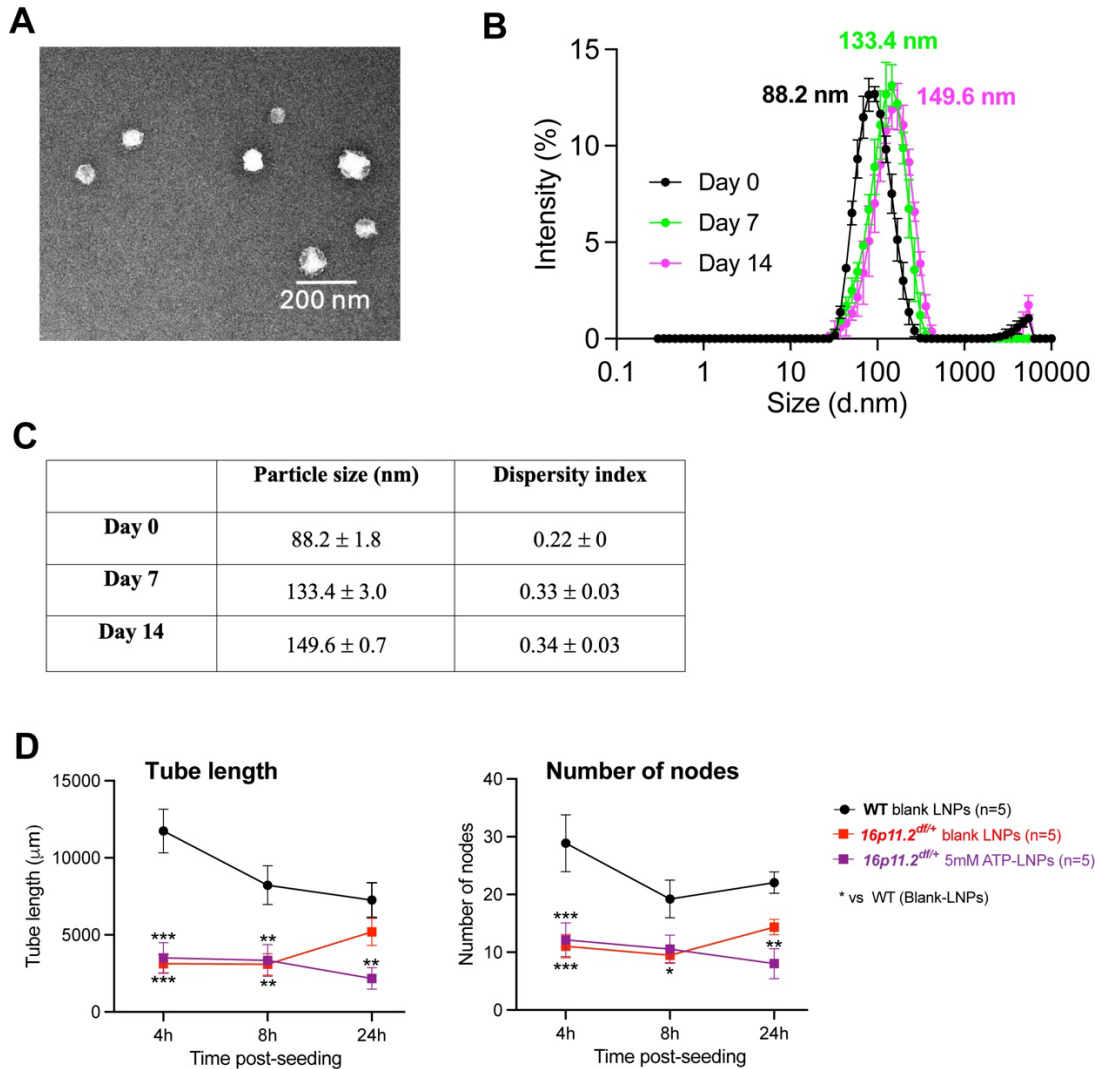 A
200 nm
B
133.4 nm
88.2 nm
149.6 nm
15
10
5
0
Intensity (%)
Day 0
Day 7
Day 14
0.1 1 10 100 1000 10000
Size (d.nm)
C
Particle size (nm) Dispersity index
Day 0 88.2 ± 1.8 0.22 ± 0
Day 7 133.4 ± 3.0 0.33 ± 0.03
Day 14 149.6 ± 0.7 0.34 ± 0.03
D
Tube length
15000
10000
5000
0
Tube length (μm)
*** ** **
*** **
4h 8h 24h
Time post-seeding
Number of nodes
40
30
20
10
0
Number of nodes
*** **
*** *
4h 8h 24h
Time post-seeding
WT blank LNPs (n=5)
16p11.2df/+ blank LNPs (n=5)
16p11.2df/+ 5mM ATP-LNPs (n=5)
* vs WT (Blank-LNPs)